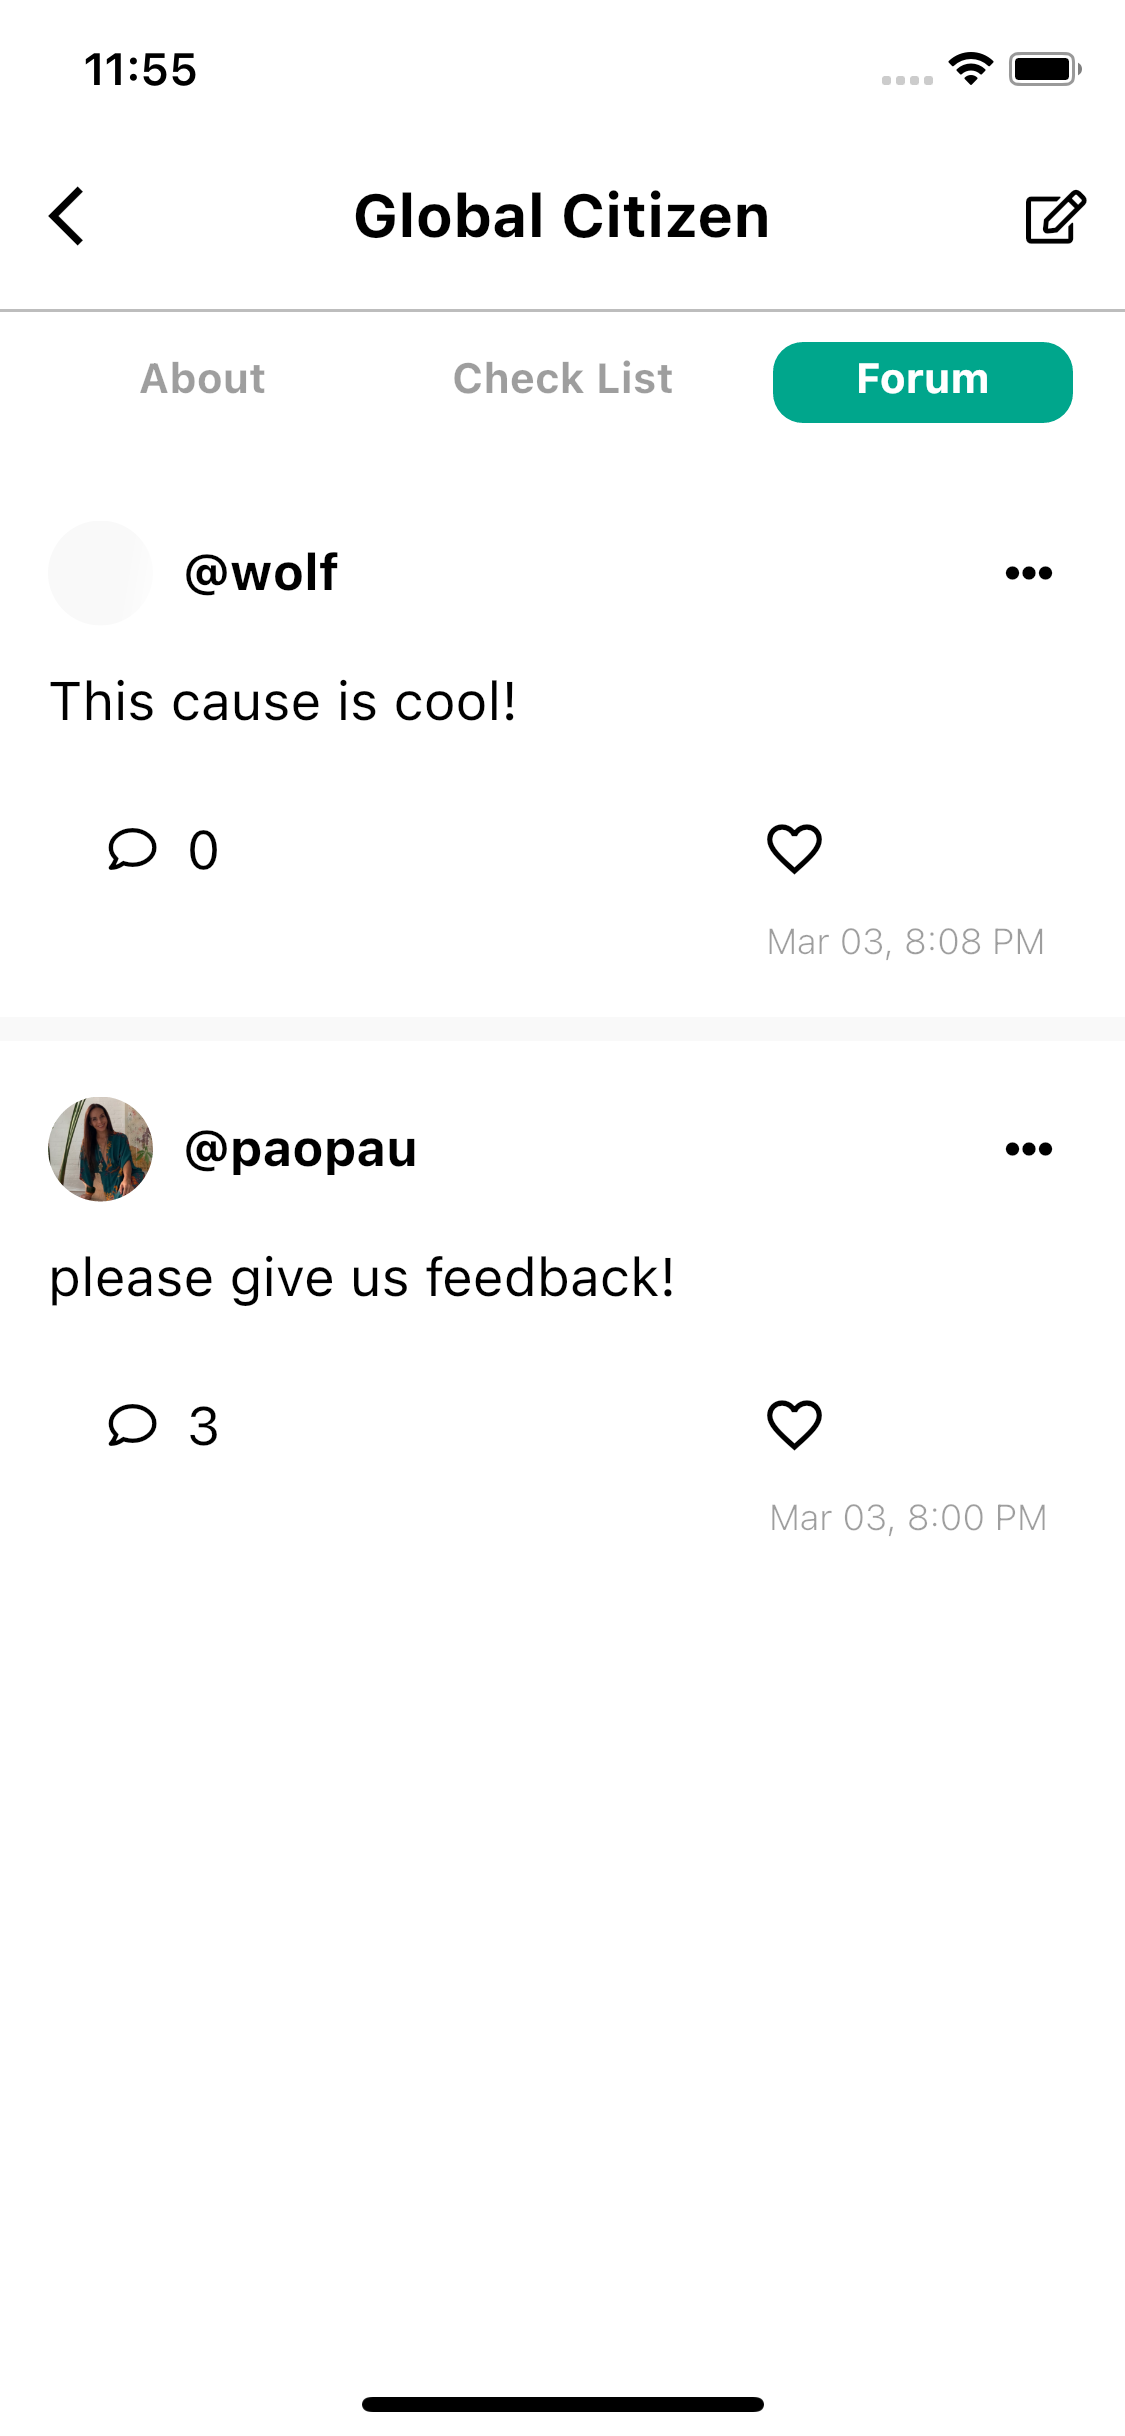 11:55
Global Citizen
About Check List Forum
@wolf
This cause is cool!
0
Mar 03, 8:08 PM
@paopau
please give us feedback!
3
Mar 03, 8:00 PM